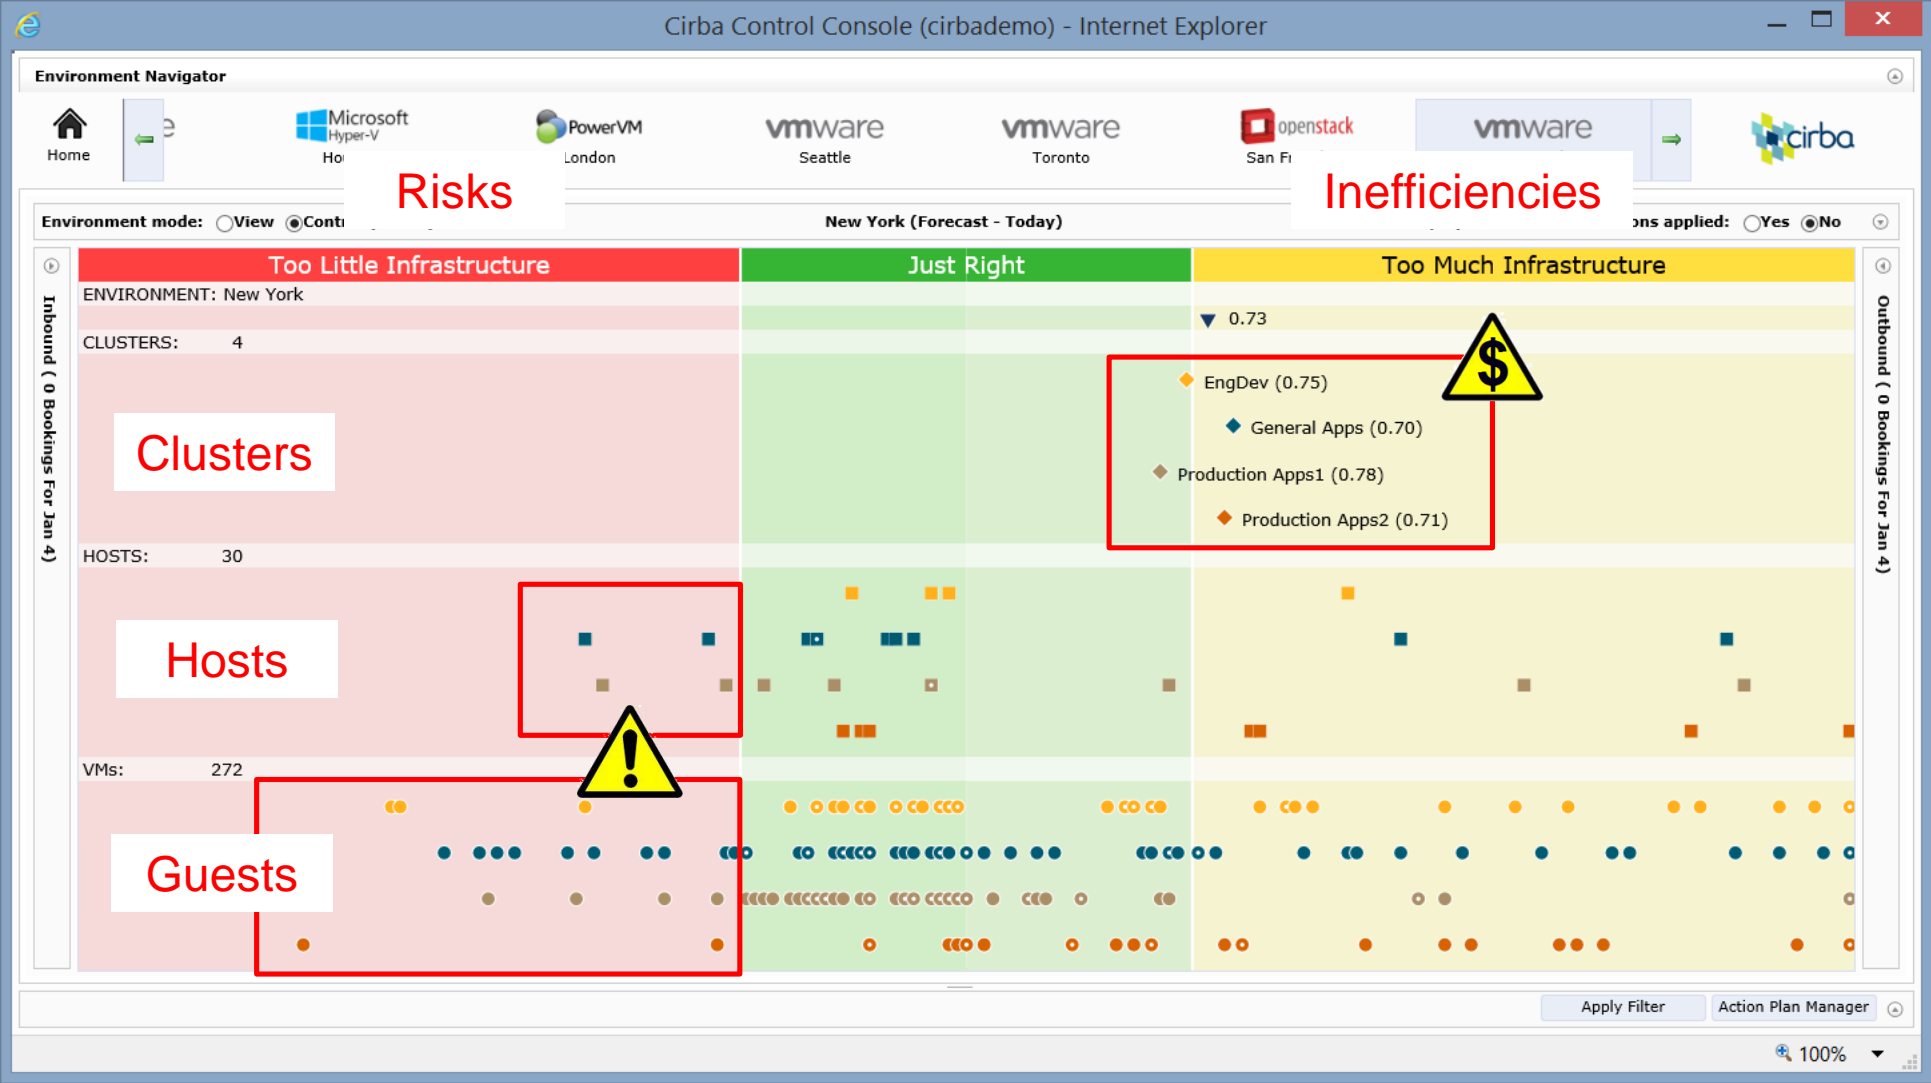 Cirba Control Console (cirbademo) - Internet Explorer
Environment Navigator
Home
Microsoft
Hyper-V
PowerVM
London
vmware
Seattle
vmware
Toronto
openstack
vmware
cirba
Risks
Inefficiencies
Environment mode: View
New York (Forecast - Today)
applied: Yes No
Too Little Infrastructure
Just Right
Too Much Infrastructure
Inbound ( 0 Bookings For Jan 4)
Outbound ( 0 Bookings For Jan 4)
ENVIRONMENT: New York
0.73
CLUSTERS: 4
$
EngDev (0.75)
General Apps (0.70)
Clusters
Production Apps1 (0.78)
Production Apps2 (0.71)
HOSTS: 30
Hosts
!
VMs: 272
Guests
Apply Filter
Action Plan Manager
100%